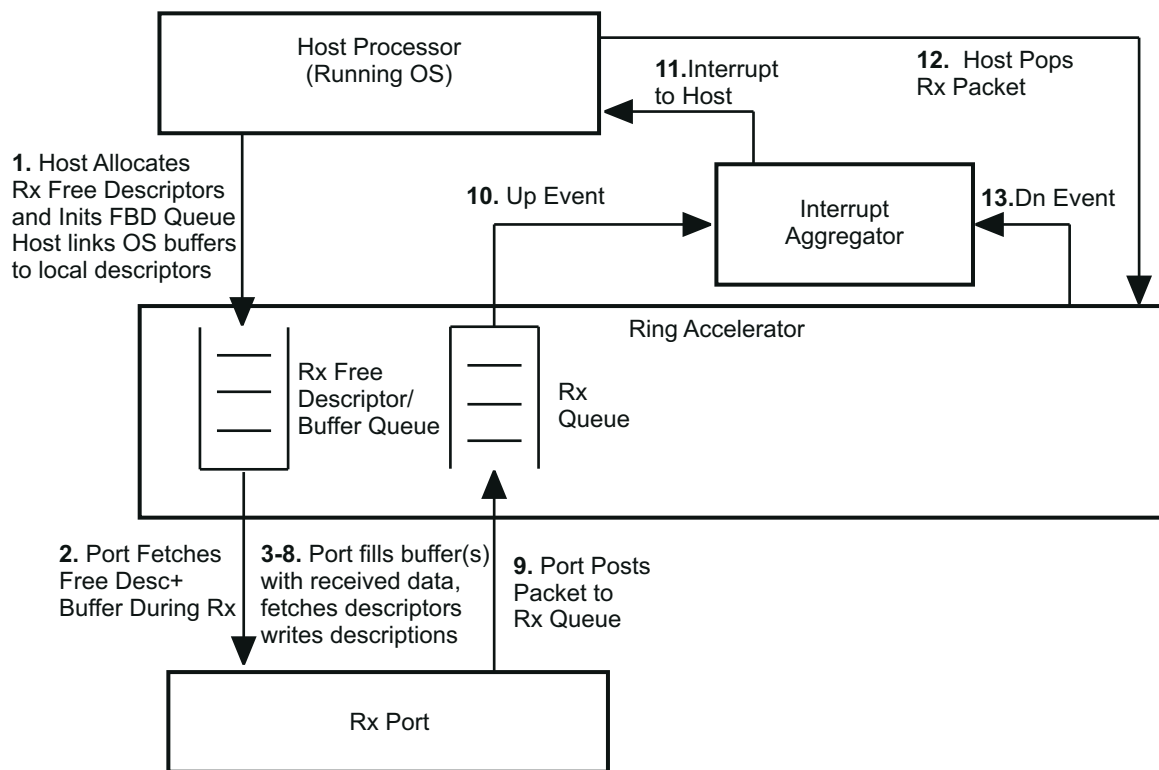 Host Processor
(Running OS)
12. Host Pops
Rx Packet
11.Interrupt
to Host
1. Host Allocates
Rx Free Descriptors
and Inits FBD Queue
Host links OS buffers
to local descriptors
10. Up Event
Interrupt
Aggregator
13.Dn Event
Ring Accelerator
Rx Free
Descriptor/
Buffer Queue
Rx
Queue
2. Port Fetches
Free Desc+
Buffer During Rx
3-8. Port fills buffer(s)
with received data,
fetches descriptors
writes descriptions
9. Port Posts
Packet to
Rx Queue
Rx Port